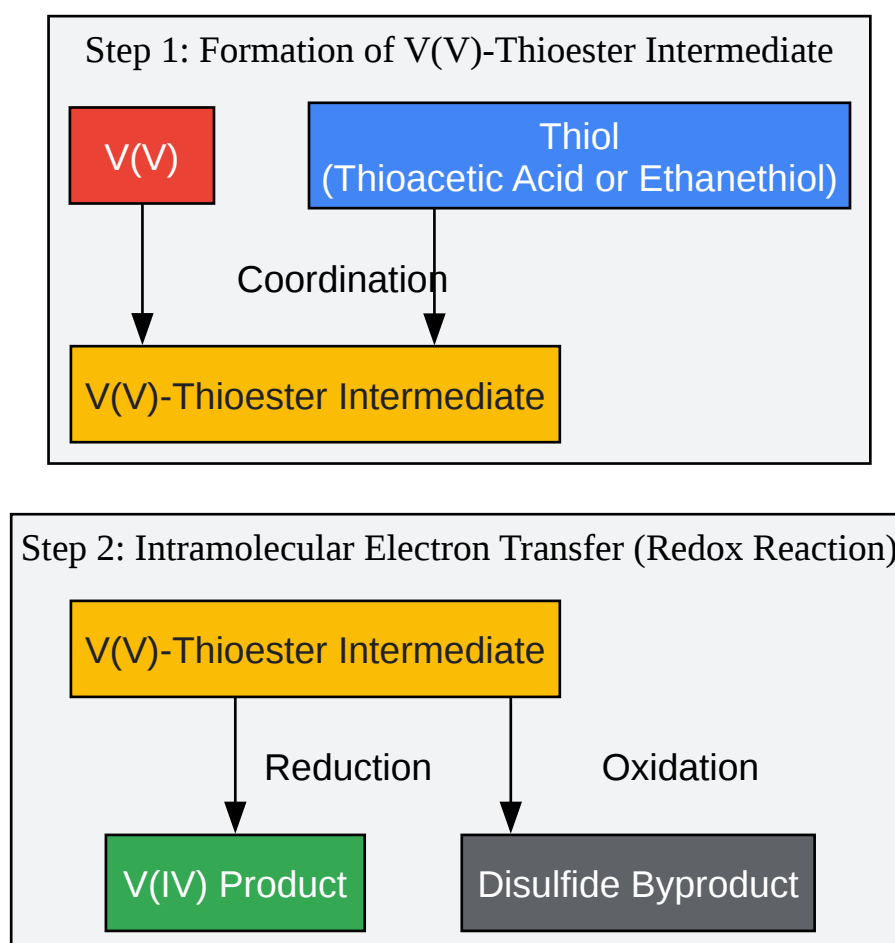 Step 1: Formation of V(V)-Thioester Intermediate
V(V)
Thiol
(Thioacetic Acid or Ethanethiol)
Coordination
V(V)-Thioester Intermediate
Step 2: Intramolecular Electron Transfer (Redox Reaction)
V(V)-Thioester Intermediate
Reduction
Oxidation
V(IV) Product
Disulfide Byproduct